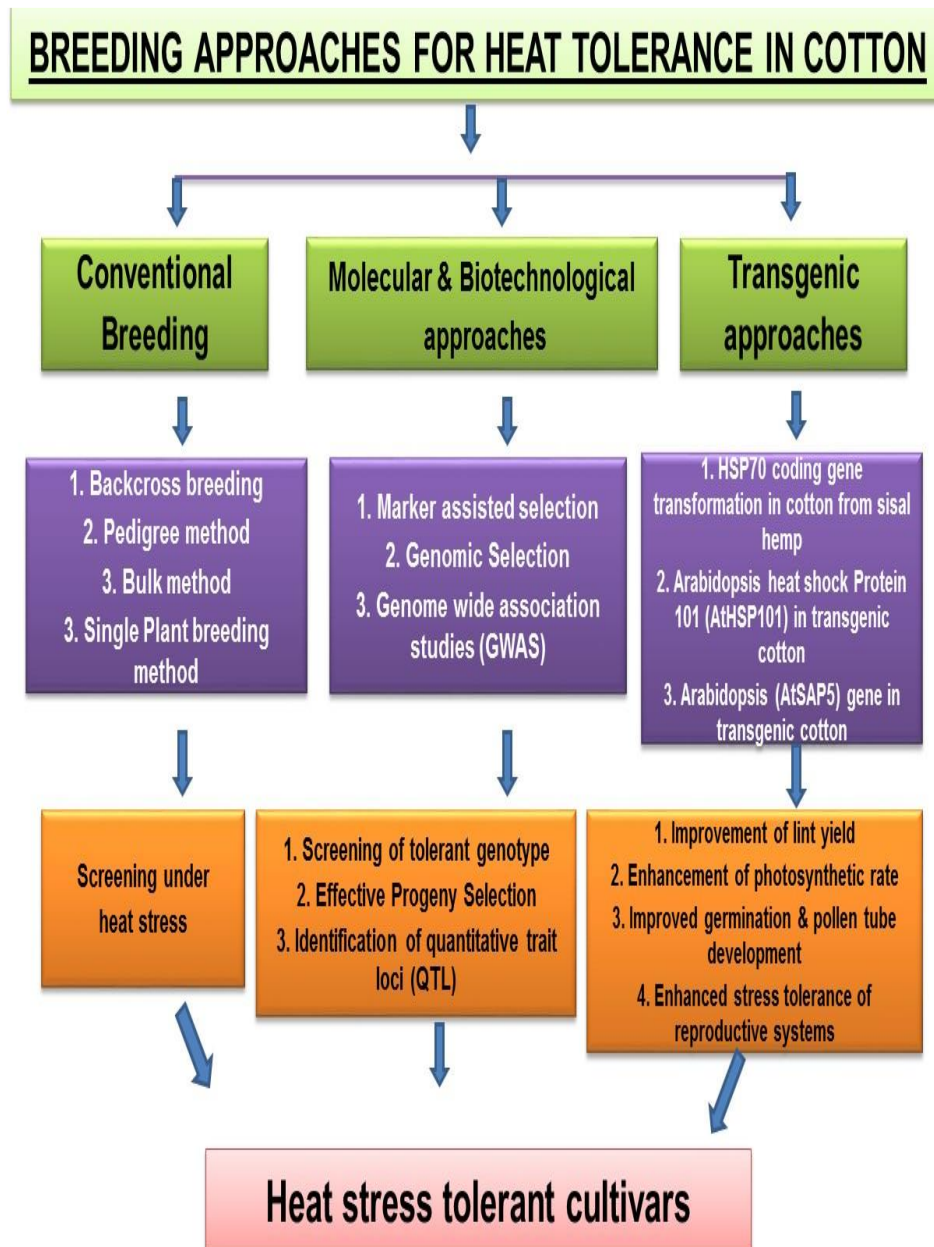 BREEDING APPROACHES FOR HEAT TOLERANCE IN COTTON
Conventional
Breeding
Molecular & Biotechnological
approaches
Transgenic
approaches
1. Backcross breeding
2. Pedigree method
3. Bulk method
3. Single Plant breeding
method
1. Marker assisted selection
2. Genomic Selection
3. Genome wide association
studies (GWAS)
1. HSP70 coding gene
transformation in cotton from sisal
hemp
2. Arabidopsis heat shock Protein
101 (AtHSP101) in transgenic
cotton
3. Arabidopsis (AtSAP5) gene in
transgenic cotton
Screening under
heat stress
1. Screening of tolerant genotype
2. Effective Progeny Selection
3. Identification of quantitative trait
loci (QTL)
1. Improvement of lint yield
2. Enhancement of photosynthetic rate
3. Improved germination & pollen tube
development
4. Enhanced stress tolerance of
reproductive systems
Heat stress tolerant cultivars